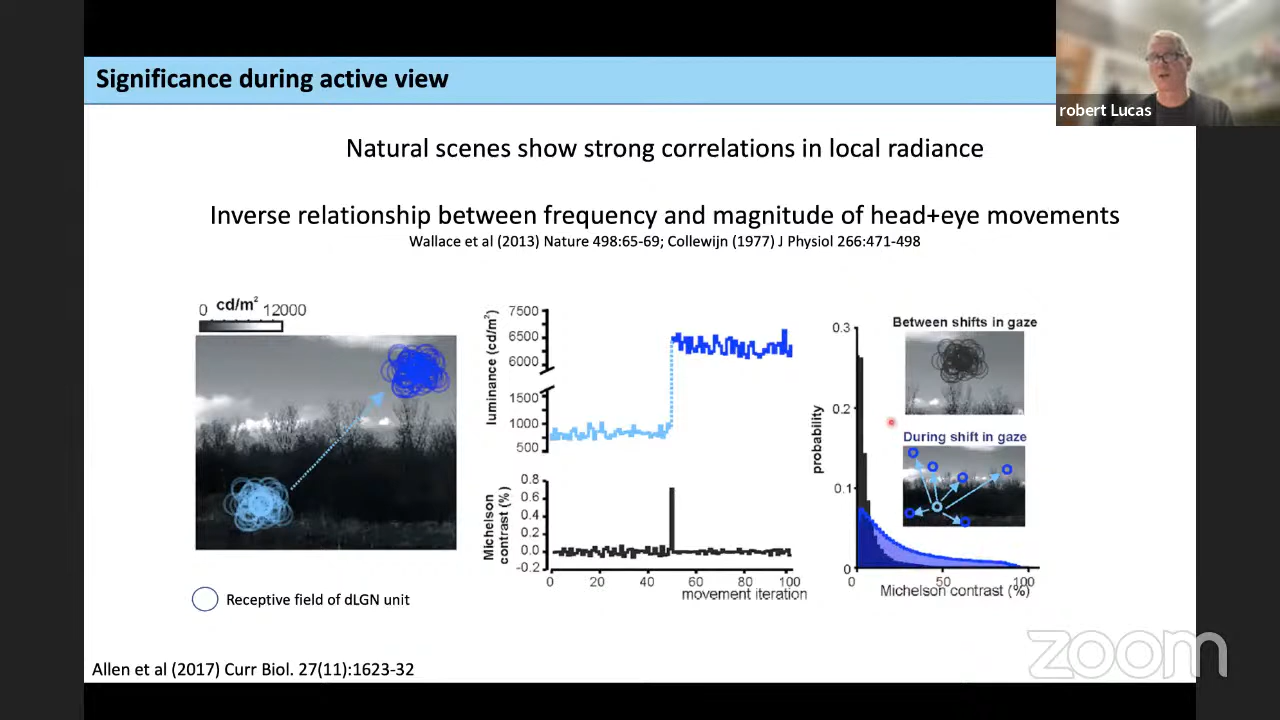 Significance during active view
robert Lucas
Natural scenes show strong correlations in local radiance
Inverse relationship between frequency and magnitude of head+eye movements
Wallace et al (2013) Nature 498:65-69; Collewijn (1977) J Physiol 266:471-498
0 cd/m² 12000
luminance (cd/m²)
7500
6500
6000
1500
1000
500
Michelson
contrast (%)
0.8
0.6
0.4
0.2
0.0
-0.2
0 20 40 60 80 100
movement iteration
probability
0.3
0.2
0.1
0
Between shifts in gaze
During shift in gaze
0 50 100
Michelson contrast (%)
Receptive field of dLGN unit
Allen et al (2017) Curr Biol. 27(11):1623-32
zoom